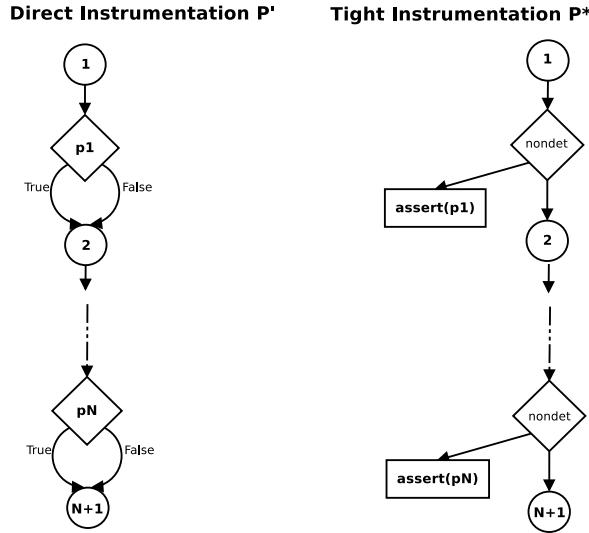 Direct Instrumentation P'
1
p1
True
False
2
pN
True
False
N+1
Tight Instrumentation P*
1
nondet
assert(p1)
2
nondet
assert(pN)
N+1